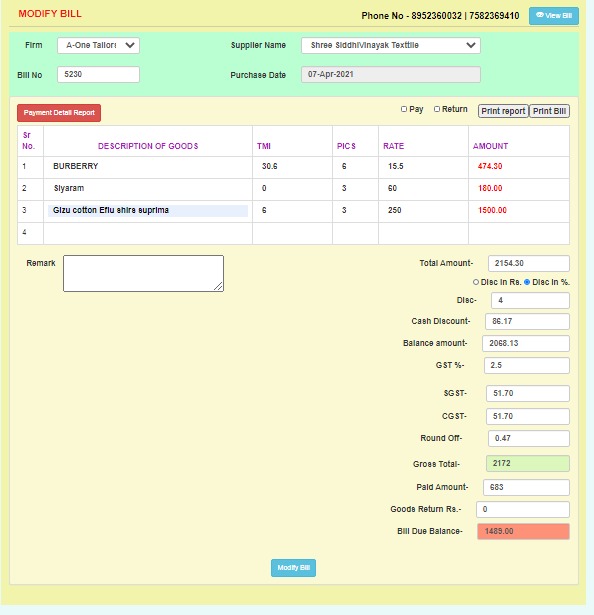 MODIFY BILL
Phone No - 8952360032 | 7582369410 View Bill
Firm A-One Tailors Supplier Name Shree Siddhivinayak Texttile
Bill No 5230 Purchase Date 07-Apr-2021
Payment Detail Report Pay Return Print report Print Bill
Sr No. DESCRIPTION OF GOODS TMI PICS RATE AMOUNT
1 BURBERRY 30.6 6 15.5 474.30
2 Siyaram 0 3 60 180.00
3 Gizu cotton Eflu shirs suprima 6 3 250 1500.00
4
Remark Total Amount- 2154.30
Disc In Rs. Disc In %.
Disc- 4
Cash Discount- 86.17
Balance amount- 2068.13
GST %- 2.5
SGST- 51.70
CGST- 51.70
Round Off- 0.47
Gross Total- 2172
Paid Amount- 683
Goods Return Rs.- 0
Bill Due Balance- 1489.00
Modify Bill